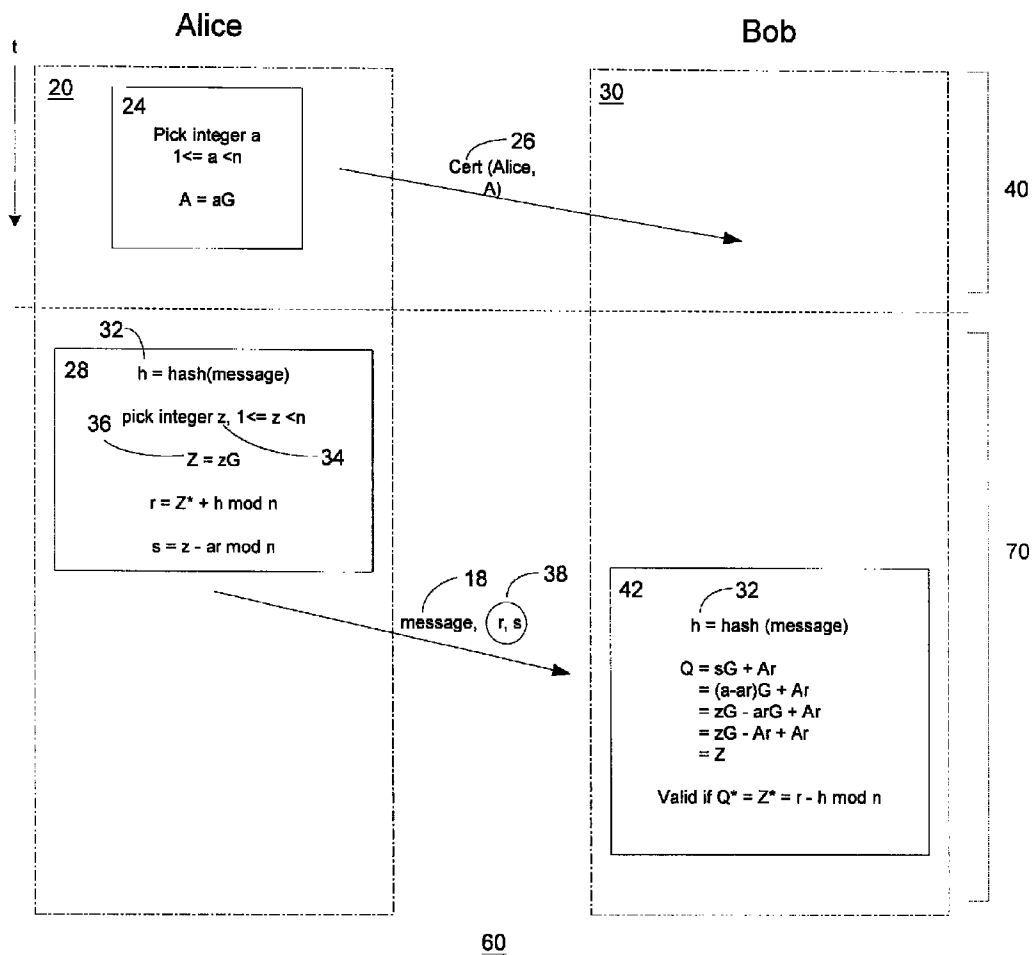 Alice
Bob
t
20
24
Pick integer a
1<= a <n
A = aG
26
Cert (Alice,
A)
30
40
32
28
h = hash(message)
pick integer z, 1<= z <n
36
Z = zG
34
r = Z* + h mod n
s = z - ar mod n
18
38
message, r, s
70
42
32
h = hash (message)
Q = sG + Ar
= (a-ar)G + Ar
= zG - arG + Ar
= zG - Ar + Ar
= Z
Valid if Q* = Z* = r - h mod n
60